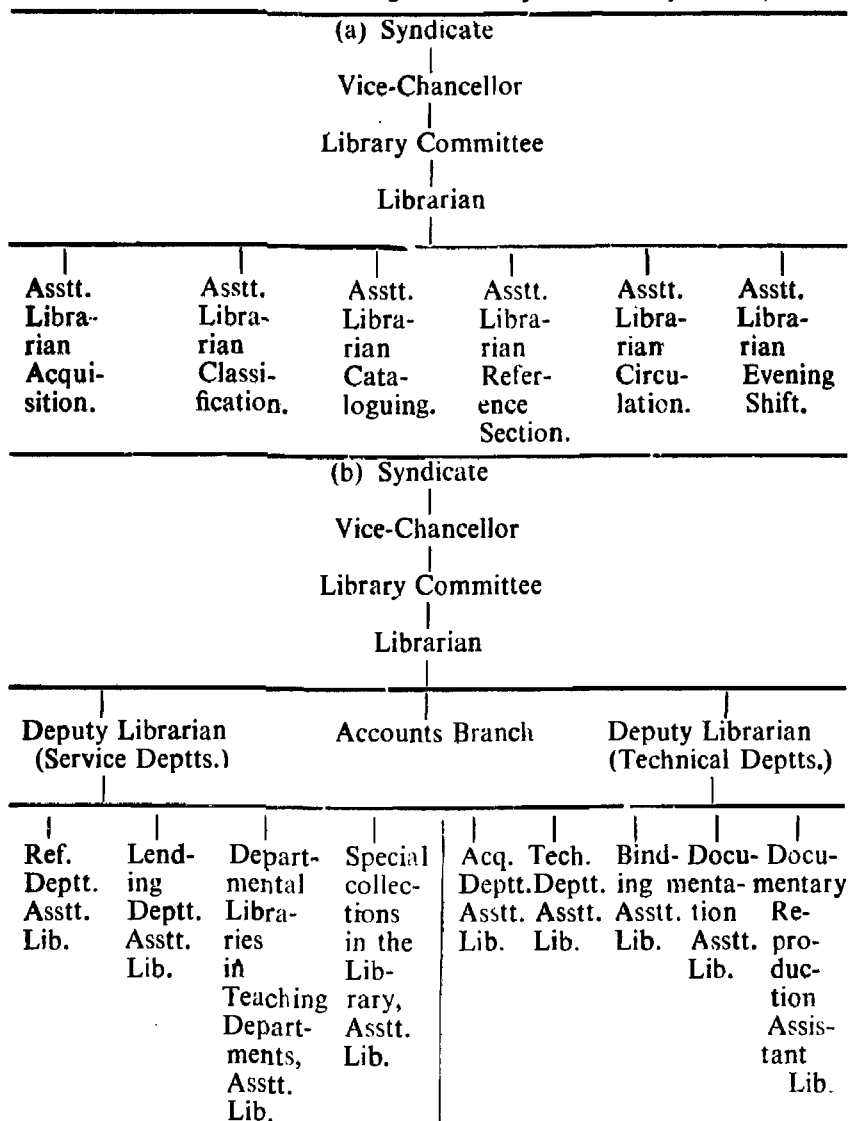 (a) Syndicate
Vice-Chancellor
Library Committee
Librarian
Asstt.
Libra-
rian
Acqui-
sition.
Asstt.
Libra-
rian
Classi-
fication.
Asstt.
Libra-
rian
Cata-
loguing.
Asstt.
Libra-
rian
Refer-
ence
Section.
Asstt.
Libra-
rian
Circu-
lation.
Asstt.
Libra-
rian
Evening
Shift.
(b) Syndicate
Vice-Chancellor
Library Committee
Librarian
Deputy Librarian
(Service Deptts.)
Accounts Branch
Deputy Librarian
(Technical Deptts.)
Ref.
Deptt.
Asstt.
Lib.
Lend-
ing
Deptt.
Asstt.
Lib.
Depart-
mental
Libra-
ries
in
Teaching
Depart-
ments,
Asstt.
Lib.
Special
collec-
tions
in the
Lib-
rary,
Asstt.
Lib.
Acq.
Deptt.
Asstt.
Lib.
Tech.
Deptt.
Asstt.
Lib.
Bind-
ing
Asstt.
Lib.
Docu-
menta-
tion
Asstt.
Lib.
Docu-
mentary
Re-
pro-
duc-
tion
Assis-
tant
Lib.